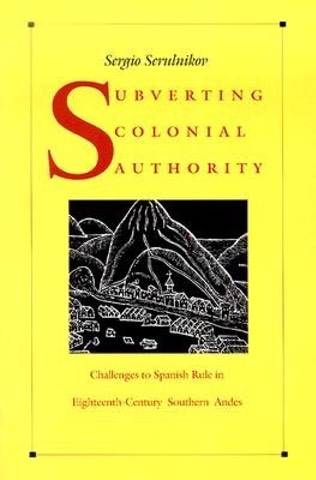 Sergio Serulnikov
SUBVERTING
COLONIAL
AUTHORITY
Challenges to Spanish Rule in
Eighteenth-Century Southern Andes